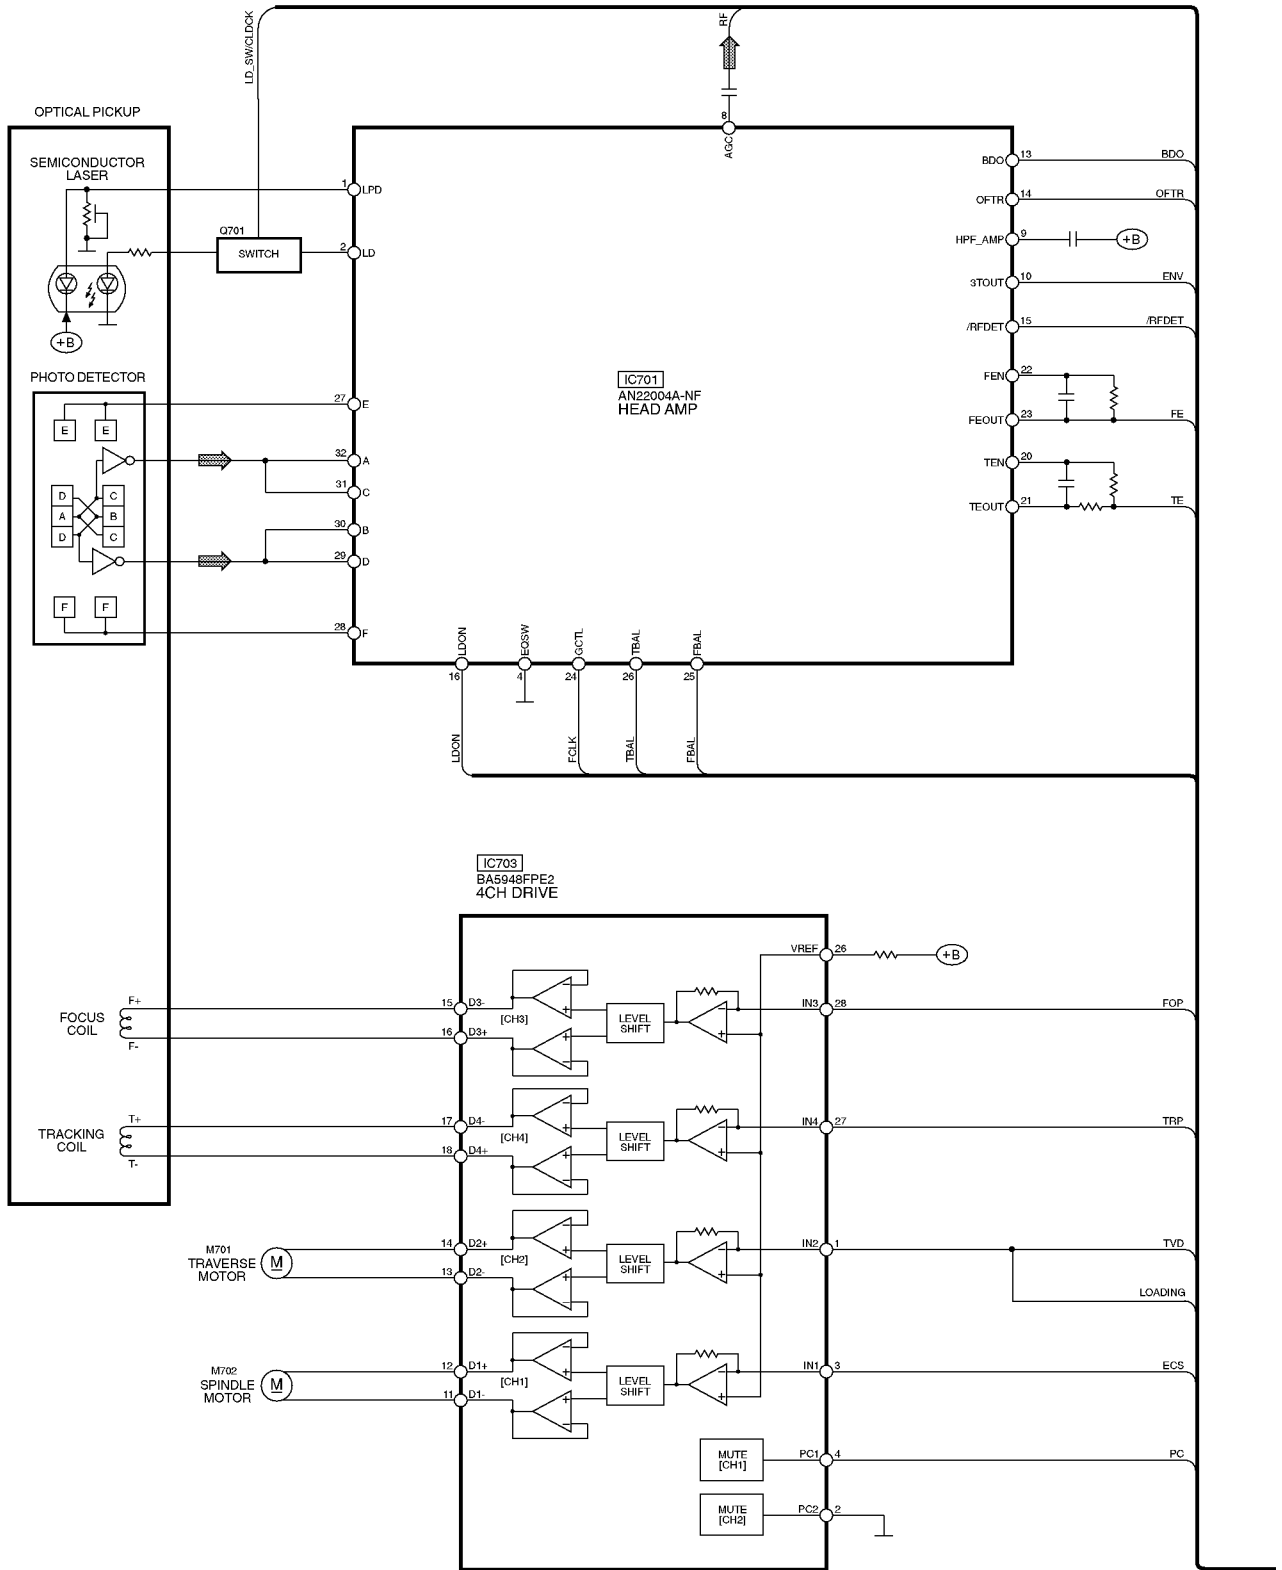 LD_SW/CLDCK
RF
OPTICAL PICKUP
8
AGC
SEMICONDUCTOR
LASER
BDO
13
BDO
1
LPD
OFTR
14
OFTR
Q701
SWITCH
2
LD
HPF_AMP
9
+B
3TOUT
10
ENV
+B
/RFDET
15
/RFDET
PHOTO DETECTOR
IC701
AN22004A-NF
HEAD AMP
FEN
22
27
E
E
E
FEOUT
23
FE
32
A
TEN
20
31
C
D
C
A
B
D
C
TEOUT
21
TE
30
B
29
D
F
F
28
F
LDON
EQSW
GCTL
TBAL
FBAL
16
4
24
26
25
LDON
FCLK
TBAL
FBAL
IC703
BA5948FPE2
4CH DRIVE
VREF
26
+B
F+
FOCUS
COIL
F-
15
D3-
16
D3+
[CH3]
LEVEL
SHIFT
IN3
28
FOP
T+
TRACKING
COIL
T-
17
D4-
18
D4+
[CH4]
LEVEL
SHIFT
IN4
27
TRP
M701
TRAVERSE
MOTOR
M
14
D2+
13
D2-
[CH2]
LEVEL
SHIFT
IN2
1
TVD
LOADING
M702
SPINDLE
MOTOR
M
12
D1+
11
D1-
[CH1]
LEVEL
SHIFT
IN1
3
ECS
MUTE
[CH1]
PC1
4
PC
MUTE
[CH2]
PC2
2